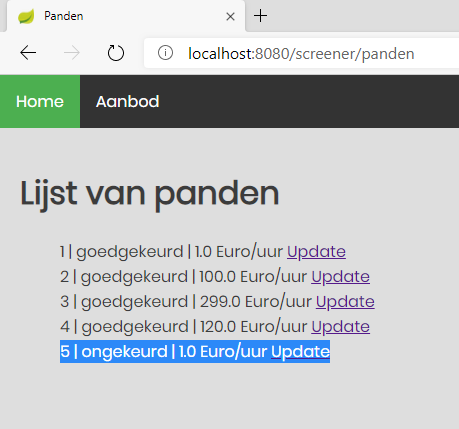 Panden
localhost:8080/screener/panden
Home Aanbod
Lijst van panden
1 | goedgekeurd | 1.0 Euro/uur Update
2 | goedgekeurd | 100.0 Euro/uur Update
3 | goedgekeurd | 299.0 Euro/uur Update
4 | goedgekeurd | 120.0 Euro/uur Update
5 | ongekeurd | 1.0 Euro/uur Update